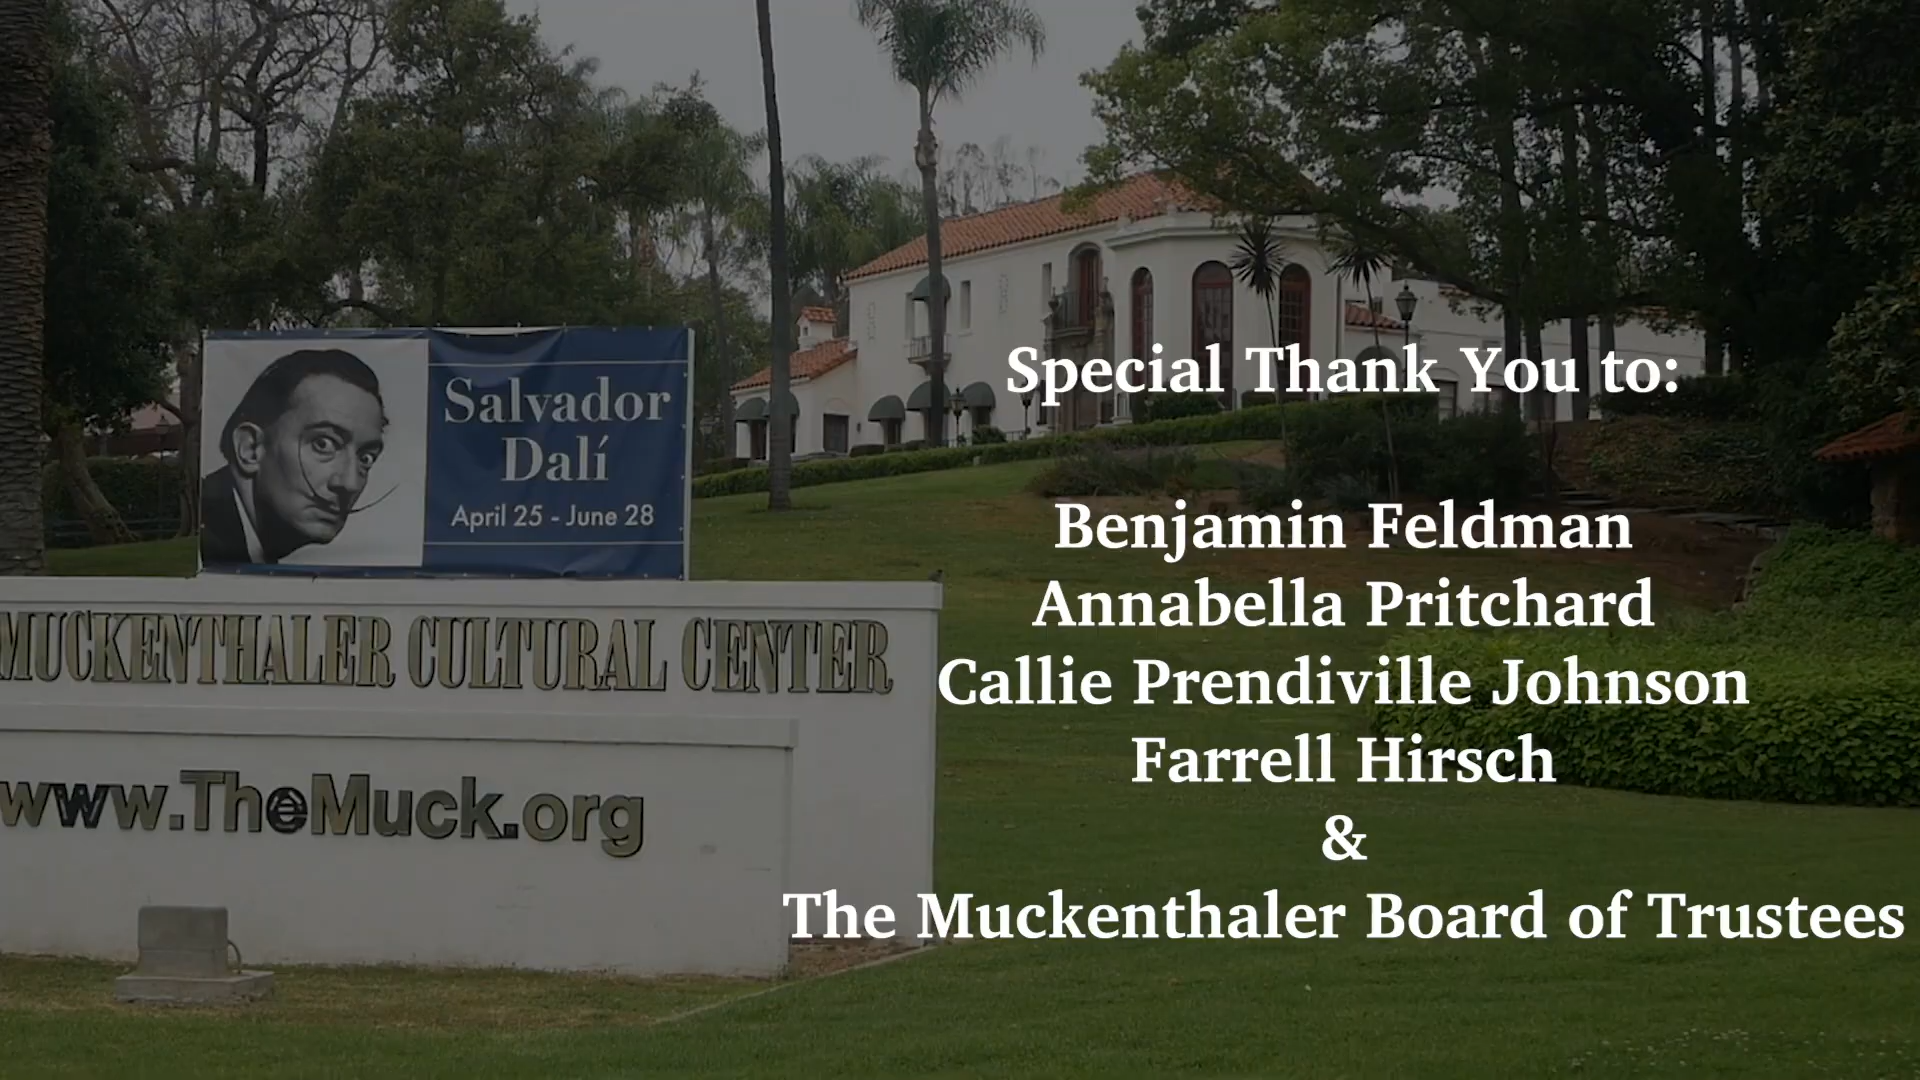 Salvador
Dalí
April 25 - June 28
MUCKENTHALER CULTURAL CENTER
www.TheMuck.org
Special Thank You to:
Benjamin Feldman
Annabella Pritchard
Callie Prendiville Johnson
Farrell Hirsch
&
The Muckenthaler Board of Trustees